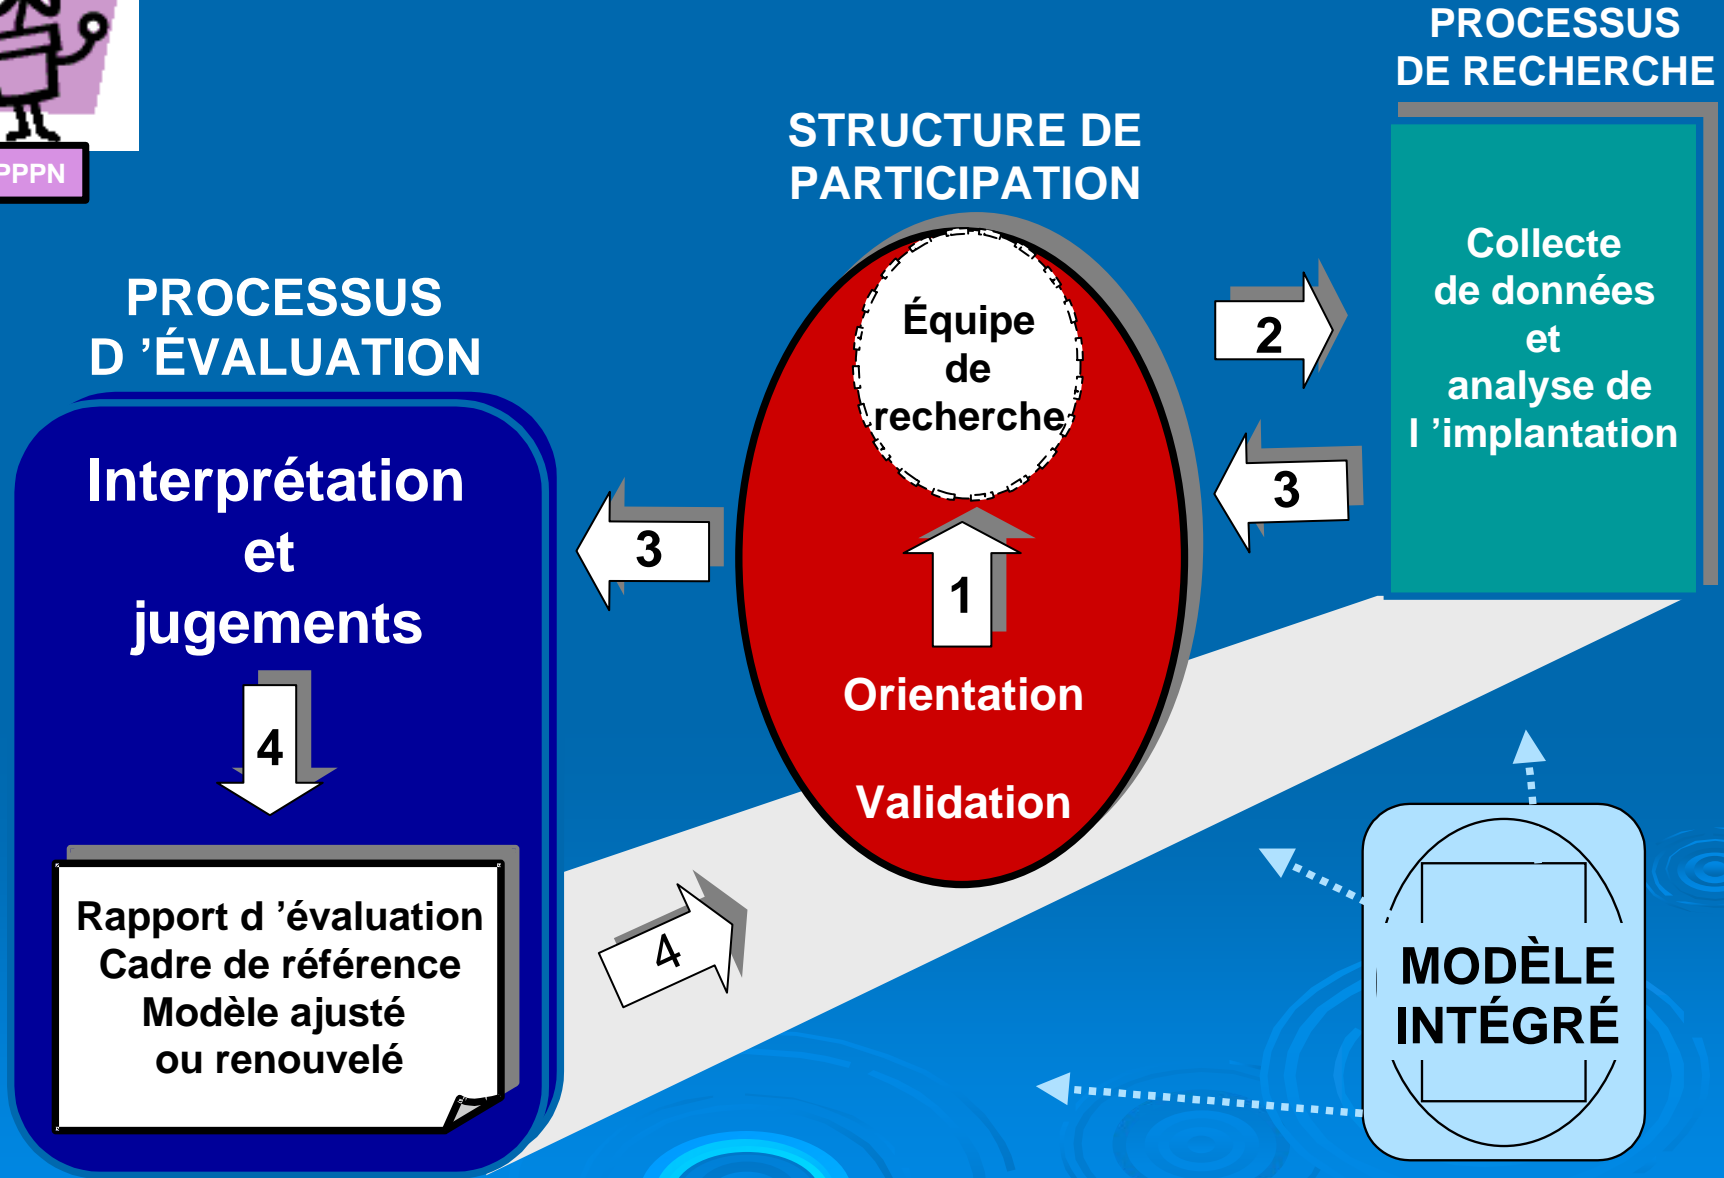 PPPN
PROCESSUS
D ’ÉVALUATION
Interprétation
et
jugements
4
Rapport d ’évaluation
Cadre de référence
Modèle ajusté
ou renouvelé
3
4
STRUCTURE DE
PARTICIPATION
Équipe
de
recherche
1
Orientation
Validation
2
3
PROCESSUS
DE RECHERCHE
Collecte
de données
et
analyse de
l ’implantation
MODÈLE
INTÉGRÉ